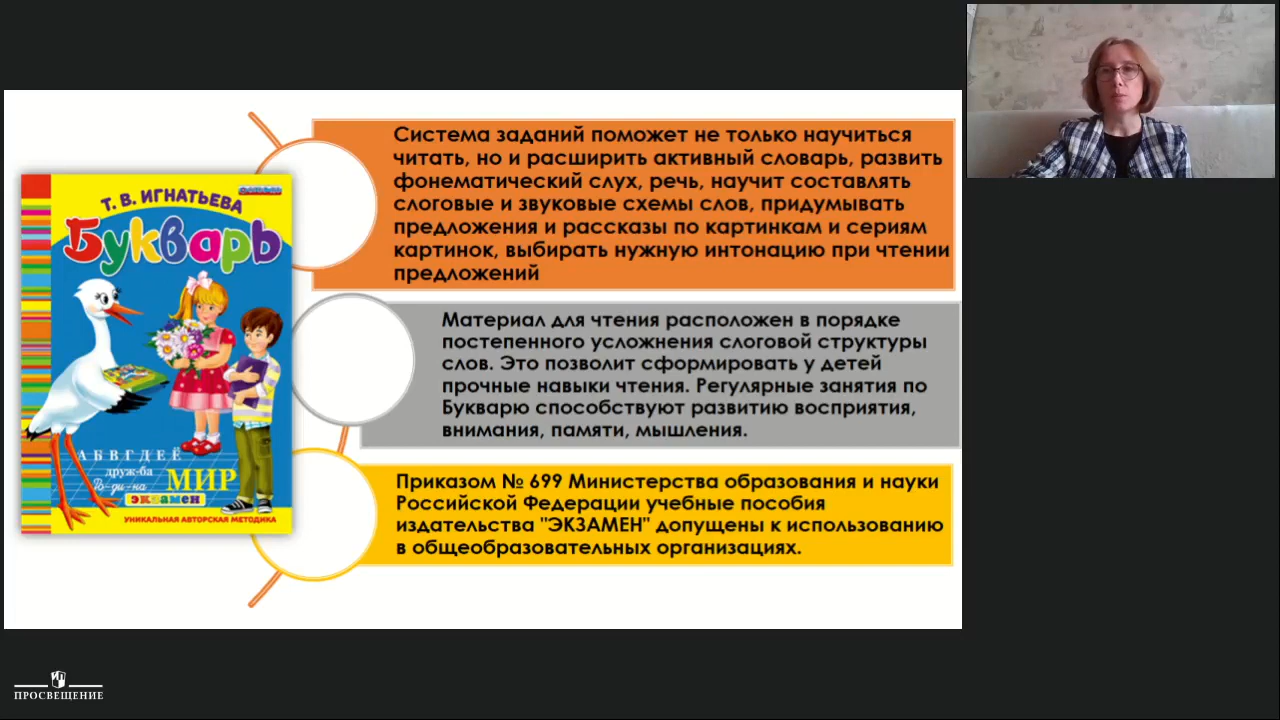 Система заданий поможет не только научиться
читать, но и расширить активный словарь, развить
фонематический слух, речь, научит составлять
слоговые и звуковые схемы слов, придумывать
предложения и рассказы по картинкам и сериям
картинок, выбирать нужную интонацию при чтении
предложений
Т. В. ИГНАТЬЕВА
Букварь
А Б В Г Д Е Ё
друж-ба
Ро-ди-на
МИР
экзамен
УНИКАЛЬНАЯ АВТОРСКАЯ МЕТОДИКА
Материал для чтения расположен в порядке
постепенного усложнения слоговой структуры
слов. Это позволит сформировать у детей
прочные навыки чтения. Регулярные занятия по
Букварю способствуют развитию восприятия,
внимания, памяти, мышления.
Приказом № 699 Министерства образования и науки
Российской Федерации учебные пособия
издательства "ЭКЗАМЕН" допущены к использованию
в общеобразовательных организациях.
ПРОСВЕЩЕНИЕ